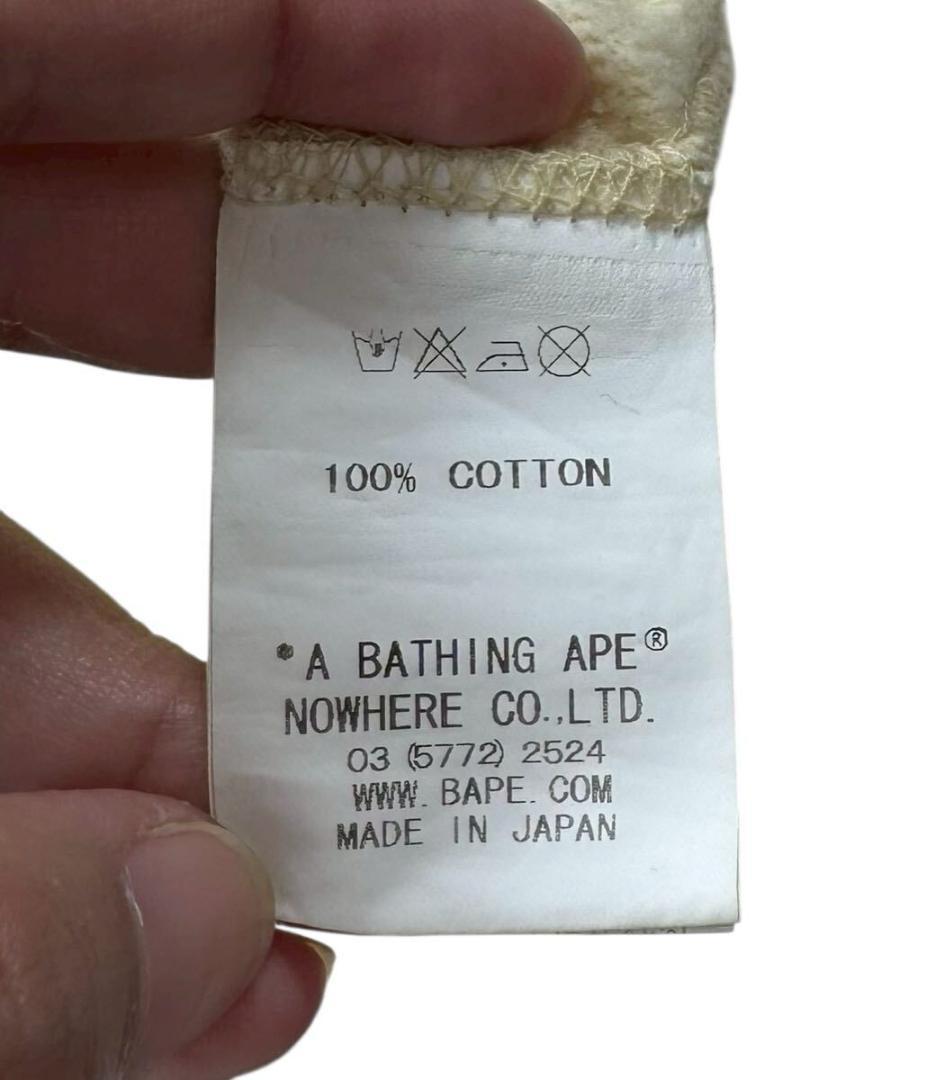 100% COTTON
*A BATHING APE®
NOWHERE CO.,LTD.
03 (5772) 2524
WWW.BAPE.COM
MADE IN JAPAN